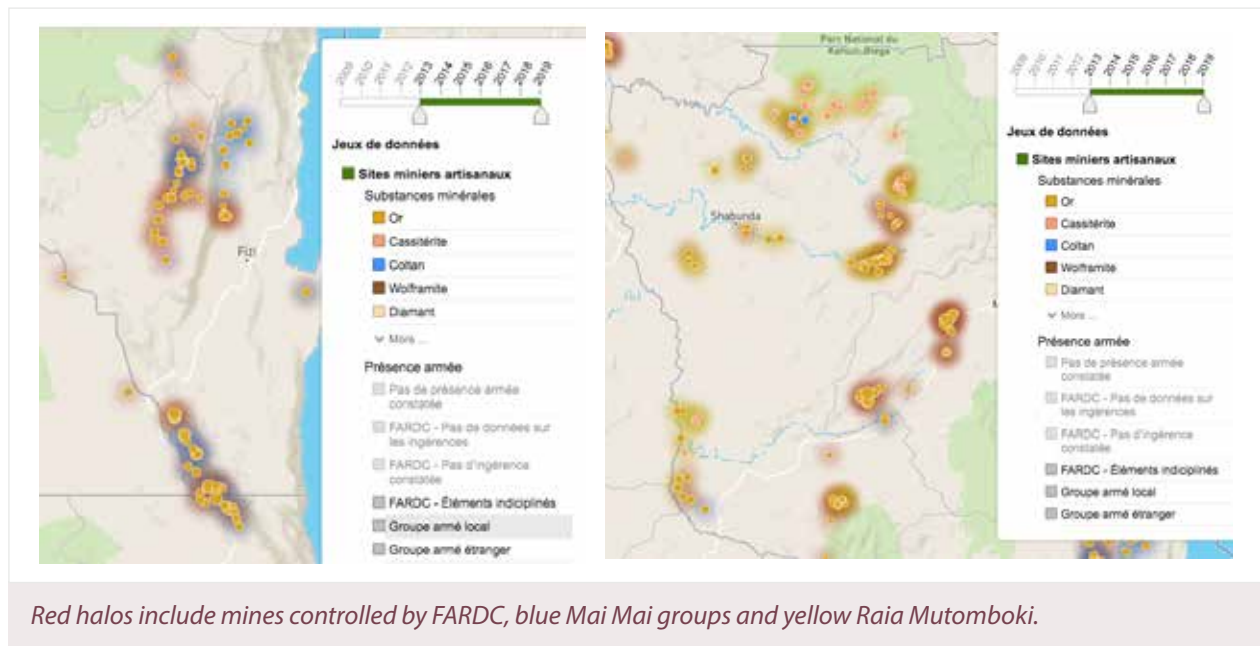 2009 2010 2011 2012 2013 2014 2015 2016 2017 2018 2019
Jeux de données
Sites miniers artisanaux
Substances minérales
Or
Cassitérite
Coltan
Wolframite
Diamant
More ...
Présence armée
Pas de présence armée
constatée
FARDC - Pas de données sur
les ingérences
FARDC - Pas d'ingérence
constatée
FARDC - Éléments indiciplinés
Groupe armé local
Groupe armé étranger
Fizi
Parc National du
Kahuzi-Biega
Shabunda
M
2009 2010 2011 2012 2013 2014 2015 2016 2017 2018 2019
Jeux de données
Sites miniers artisanaux
Substances minérales
Or
Cassitérite
Coltan
Wolframite
Diamant
More ...
Présence armée
Pas de présence armée
constatée
FARDC - Pas de données sur
les ingérences
FARDC - Pas d'ingérence
constatée
FARDC - Éléments indiciplinés
Groupe armé local
Groupe armé étranger
Red halos include mines controlled by FARDC, blue Mai Mai groups and yellow Raia Mutomboki.